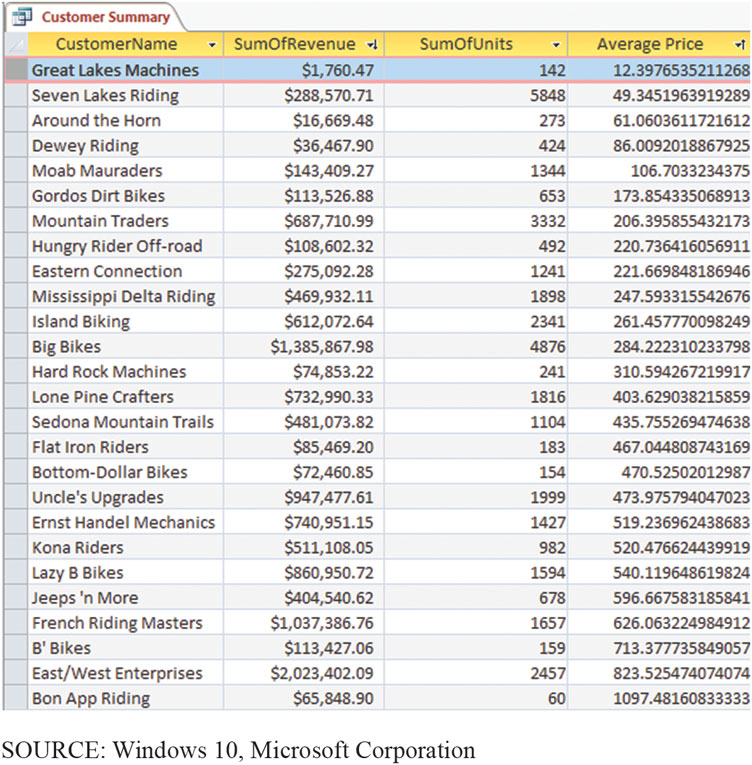 Customer Summary
CustomerName SumOfRevenue SumOfUnits Average Price
Great Lakes Machines $1,760.47 142 12.3976535211268
Seven Lakes Riding $288,570.71 5848 49.3451963919289
Around the Horn $16,669.48 273 61.0603611721612
Dewey Riding $36,467.90 424 86.0092018867925
Moab Mauraders $143,409.27 1344 106.7033234375
Gordos Dirt Bikes $113,526.88 653 173.854335068913
Mountain Traders $687,710.99 3332 206.395855432173
Hungry Rider Off-road $108,602.32 492 220.736416056911
Eastern Connection $275,092.28 1241 221.669848186946
Mississippi Delta Riding $469,932.11 1898 247.593315542676
Island Biking $612,072.64 2341 261.457770098249
Big Bikes $1,385,867.98 4876 284.222310233798
Hard Rock Machines $74,853.22 241 310.594267219917
Lone Pine Crafters $732,990.33 1816 403.629038215859
Sedona Mountain Trails $481,073.82 1104 435.755269474638
Flat Iron Riders $85,469.20 183 467.044808743169
Bottom-Dollar Bikes $72,460.85 154 470.52502012987
Uncle's Upgrades $947,477.61 1999 473.975794047023
Ernst Handel Mechanics $740,951.15 1427 519.236962438683
Kona Riders $511,108.05 982 520.476624439919
Lazy B Bikes $860,950.72 1594 540.119648619824
Jeeps 'n More $404,540.62 678 596.667583185841
French Riding Masters $1,037,386.76 1657 626.063224984912
B' Bikes $113,427.06 159 713.377735849057
East/West Enterprises $2,023,402.09 2457 823.525474074074
Bon App Riding $65,848.90 60 1097.48160833333
SOURCE: Windows 10, Microsoft Corporation